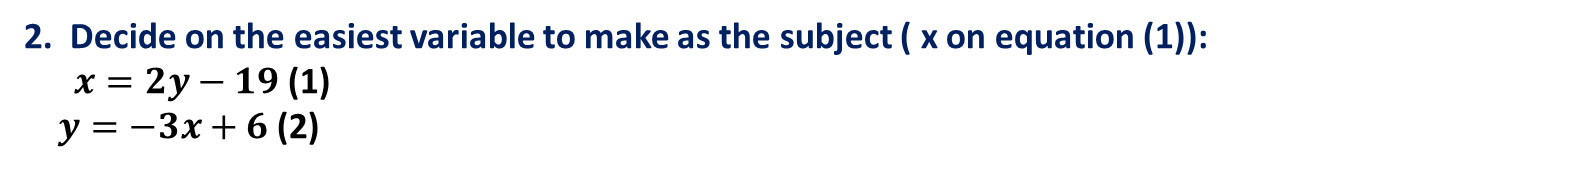 2. Decide on the easiest variable to make as the subject ( x on equation (1)):
x = 2y − 19 (1)
y = −3x + 6 (2)